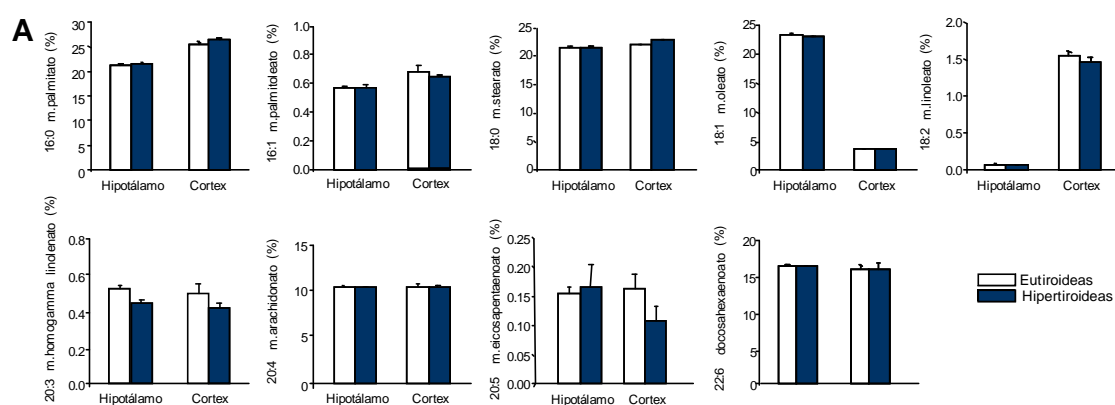 A
16:0 m.palmitato (%)
30
25
20
15
10
5
0
Hipotálamo Cortex
16:1 m.palmitoleato (%)
1.0
0.8
0.6
0.4
0.2
0.0
Hipotálamo Cortex
18:0 m.stearato (%)
25
20
15
10
5
0
Hipotálamo Cortex
18:1 m.oleato (%)
25
20
15
10
5
0
Hipotálamo Cortex
18:2 m.linoleato (%)
2.0
1.5
1.0
0.5
0.0
Hipotálamo Cortex
20:3 m.homogamma linolenato (%)
0.8
0.6
0.4
0.2
0.0
Hipotálamo Cortex
20:4 m.arachidonato (%)
15
10
5
0
Hipotálamo Cortex
20:5 m.eicosapentaenoato (%)
0.25
0.20
0.15
0.10
0.05
0.00
Hipotálamo Cortex
22:6 docosahexaenoato (%)
20
15
10
5
0
Hipotálamo Cortex
Eutiroideas
Hipertiroideas